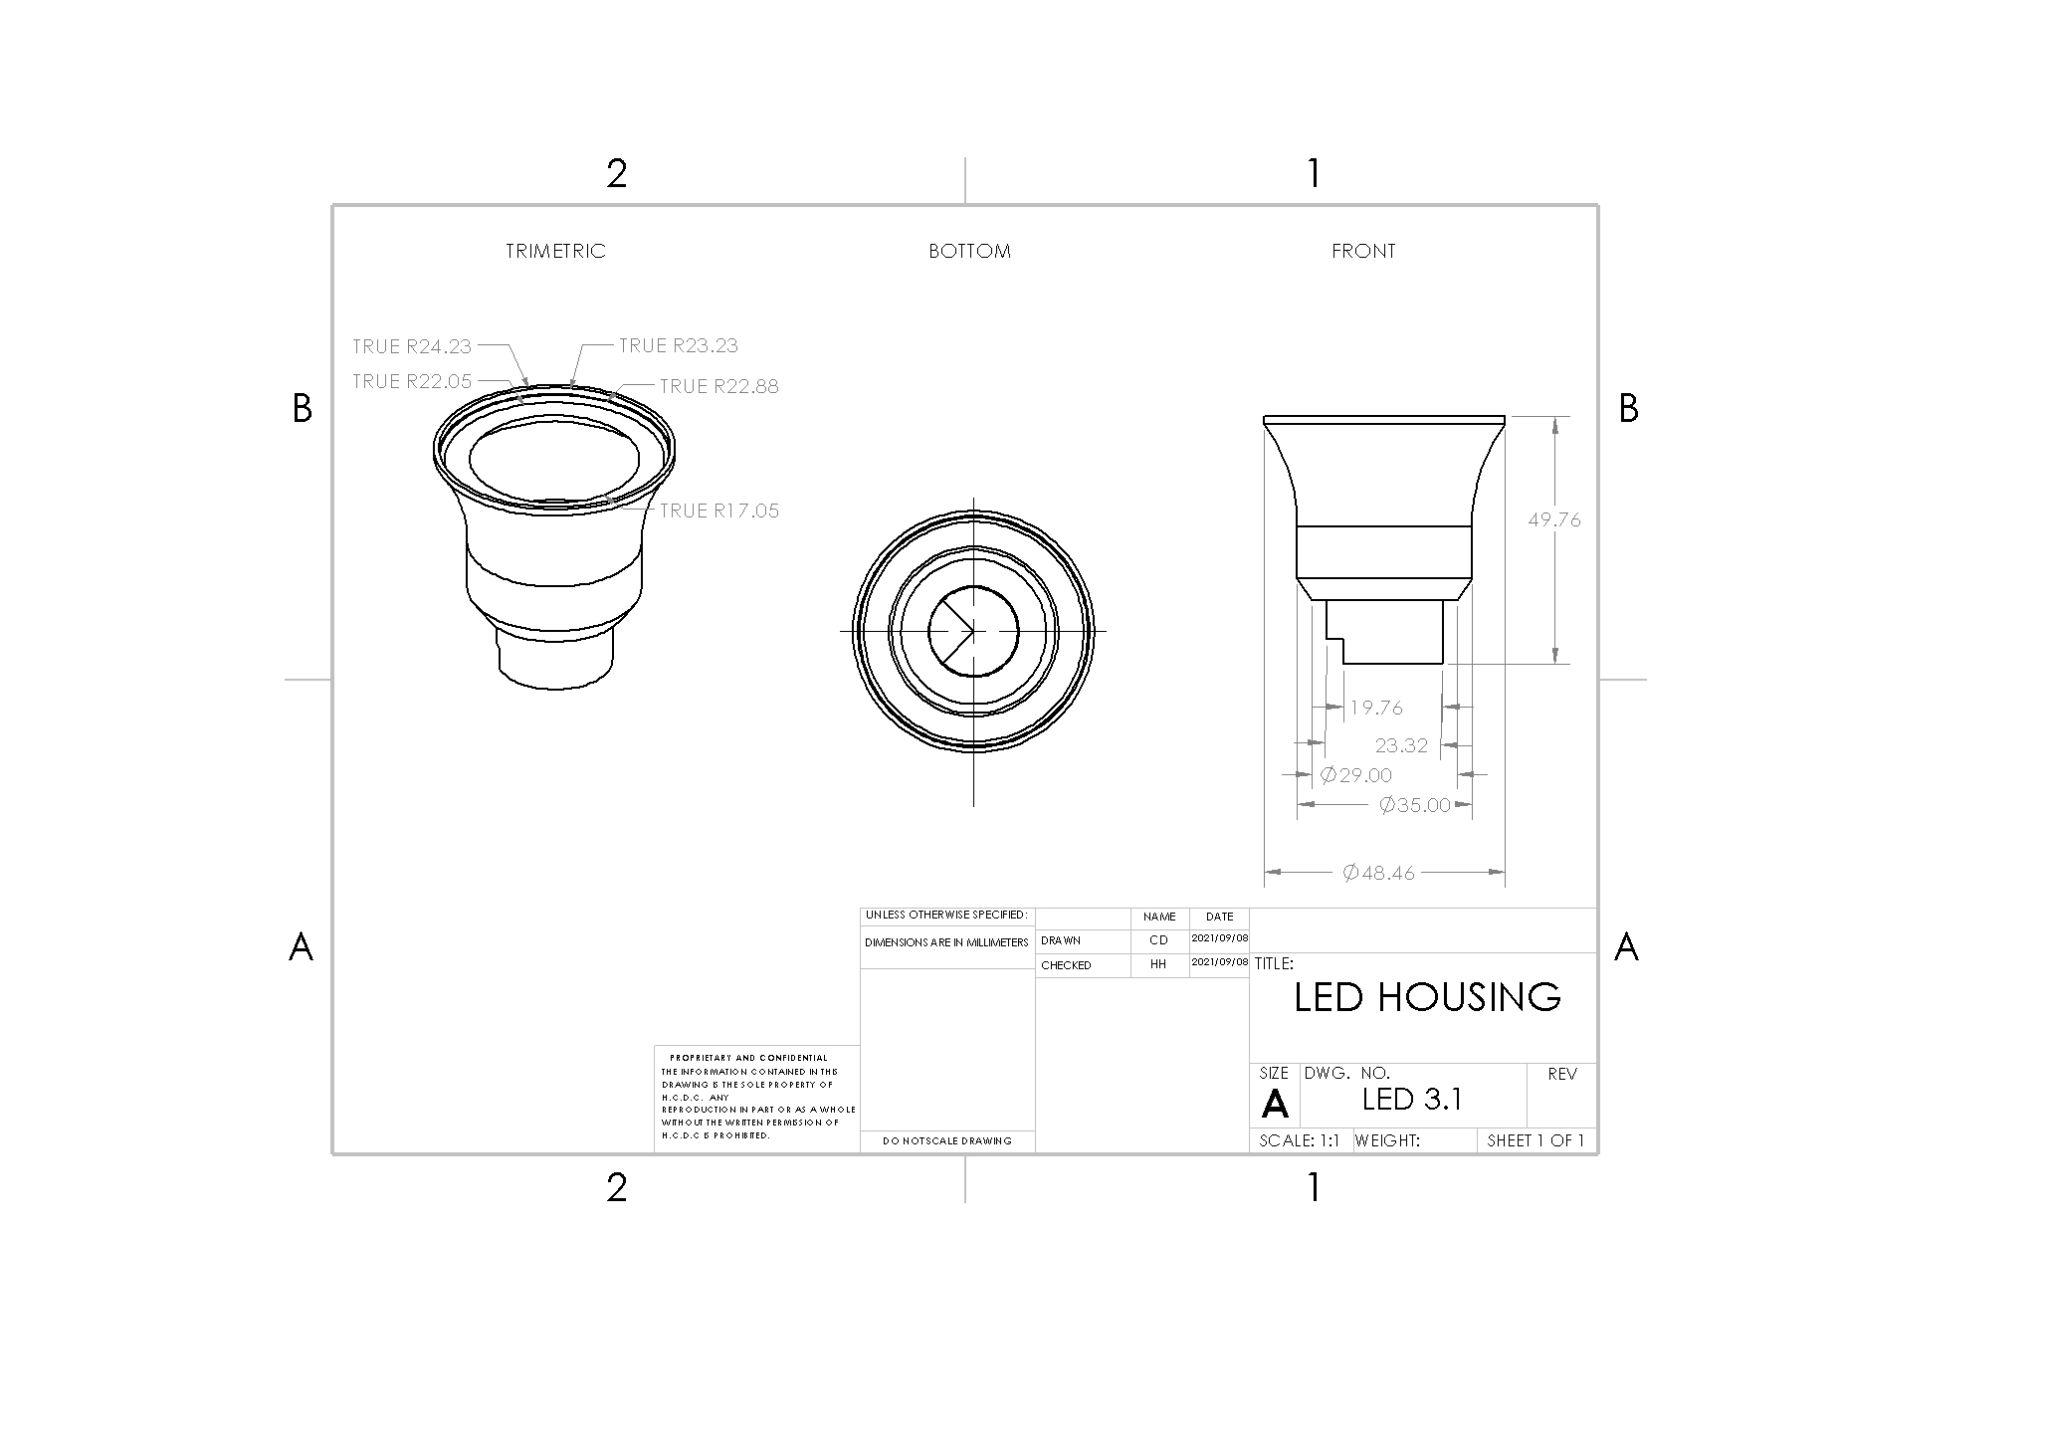 2
1
TRIMETRIC
BOTTOM
FRONT
TRUE R24.23
TRUE R23.23
TRUE R22.05
TRUE R22.88
B
B
TRUE R17.05
49.76
19.76
23.32
Ø29.00
Ø35.00
Ø48.46
A
A
UNLESS OTHERWISE SPECIFIED:
DIMENSIONS ARE IN MILLIMETERS
NAME
DATE
DRAWN
CD
2021/09/08
CHECKED
HH
2021/09/08
TITLE:
LED HOUSING
PROPRIETARY AND CONFIDENTIAL
THE INFORMATION CONTAINED IN THIS
DRAWING IS THE SOLE PROPERTY OF
H.C.D.C. ANY
REPRODUCTION IN PART OR AS A WHOLE
WITHOUT THE WRITTEN PERMISSION OF
H.C.D.C IS PROHIBITED.
DO NOT SCALE DRAWING
SIZE
A
DWG. NO.
LED 3.1
REV
SCALE: 1:1
WEIGHT:
SHEET 1 OF 1
2
1